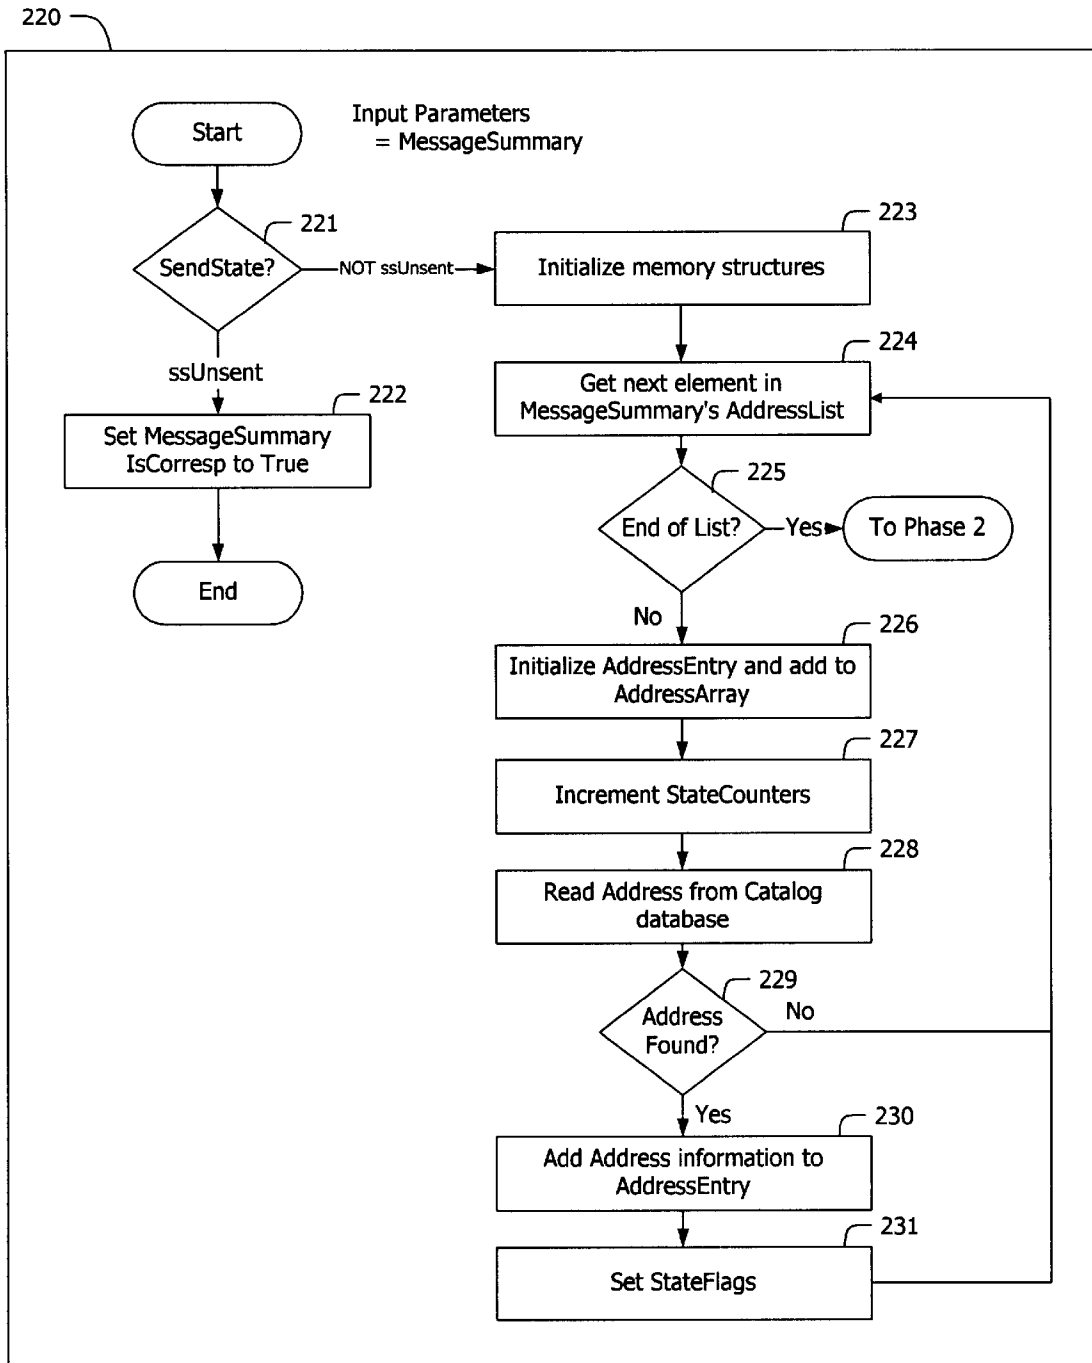 220
Start
Input Parameters
= MessageSummary
221
SendState?
NOT ssUnsent
223
Initialize memory structures
ssUnsent
222
Set MessageSummary
IsCorresp to True
End
224
Get next element in
MessageSummary's AddressList
225
End of List?
Yes
To Phase 2
No
226
Initialize AddressEntry and add to
AddressArray
227
Increment StateCounters
228
Read Address from Catalog
database
229
Address
Found?
No
Yes
230
Add Address information to
AddressEntry
231
Set StateFlags